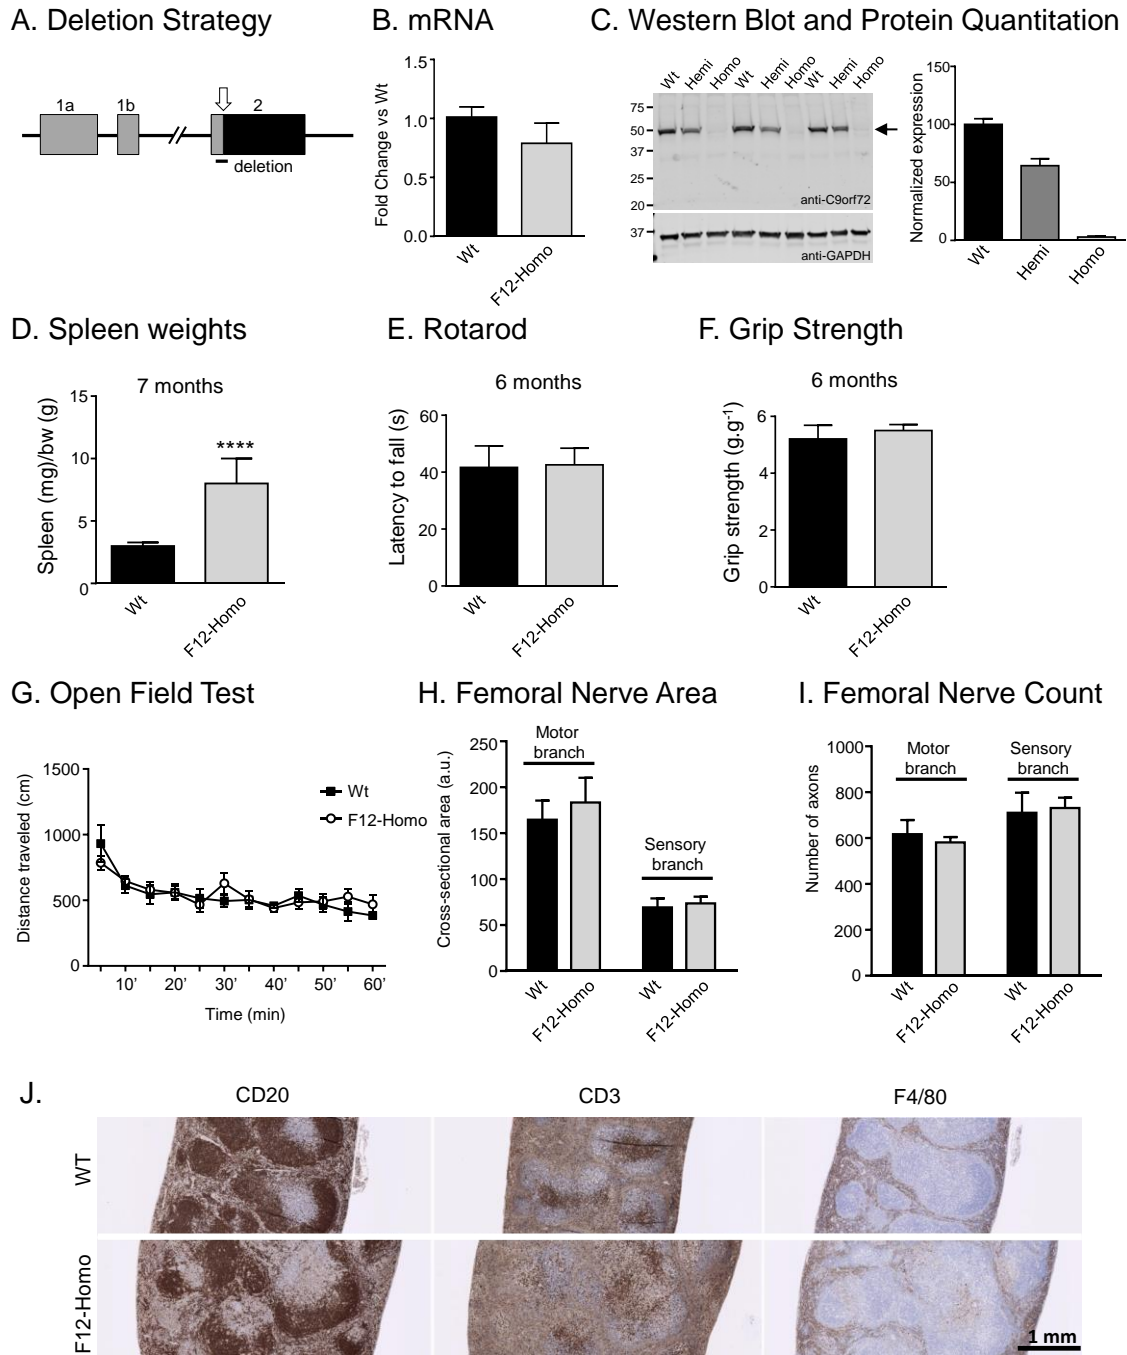 A. Deletion Strategy
1a
1b
2
deletion
B. mRNA
Fold Change vs Wt
1.5
1.0
0.5
0.0
Wt
F12-Homo
C. Western Blot and Protein Quantitation
Wt
Hemi
Homo
Wt
Hemi
Homo
Wt
Hemi
Homo
75
50
37
25
20
anti-C9orf72
37
anti-GAPDH
Normalized expression
150
100
50
0
Wt
Hemi
Homo
D. Spleen weights
7 months
Spleen (mg)/bw (g)
15
10
5
0
****
Wt
F12-Homo
E. Rotarod
6 months
Latency to fall (s)
60
40
20
0
Wt
F12-Homo
F. Grip Strength
6 months
Grip strength (g.g-1)
6
4
2
0
Wt
F12-Homo
G. Open Field Test
Distance traveled (cm)
1500
1000
500
0
Wt
F12-Homo
10' 20' 30' 40' 50' 60'
Time (min)
H. Femoral Nerve Area
Cross-sectional area (a.u.)
250
200
150
100
50
0
Motor
branch
Sensory
branch
Wt
F12-Homo
Wt
F12-Homo
I. Femoral Nerve Count
Number of axons
1000
800
600
400
200
0
Motor
branch
Sensory
branch
Wt
F12-Homo
Wt
F12-Homo
J.
CD20 CD3 F4/80
WT
F12-Homo
1 mm